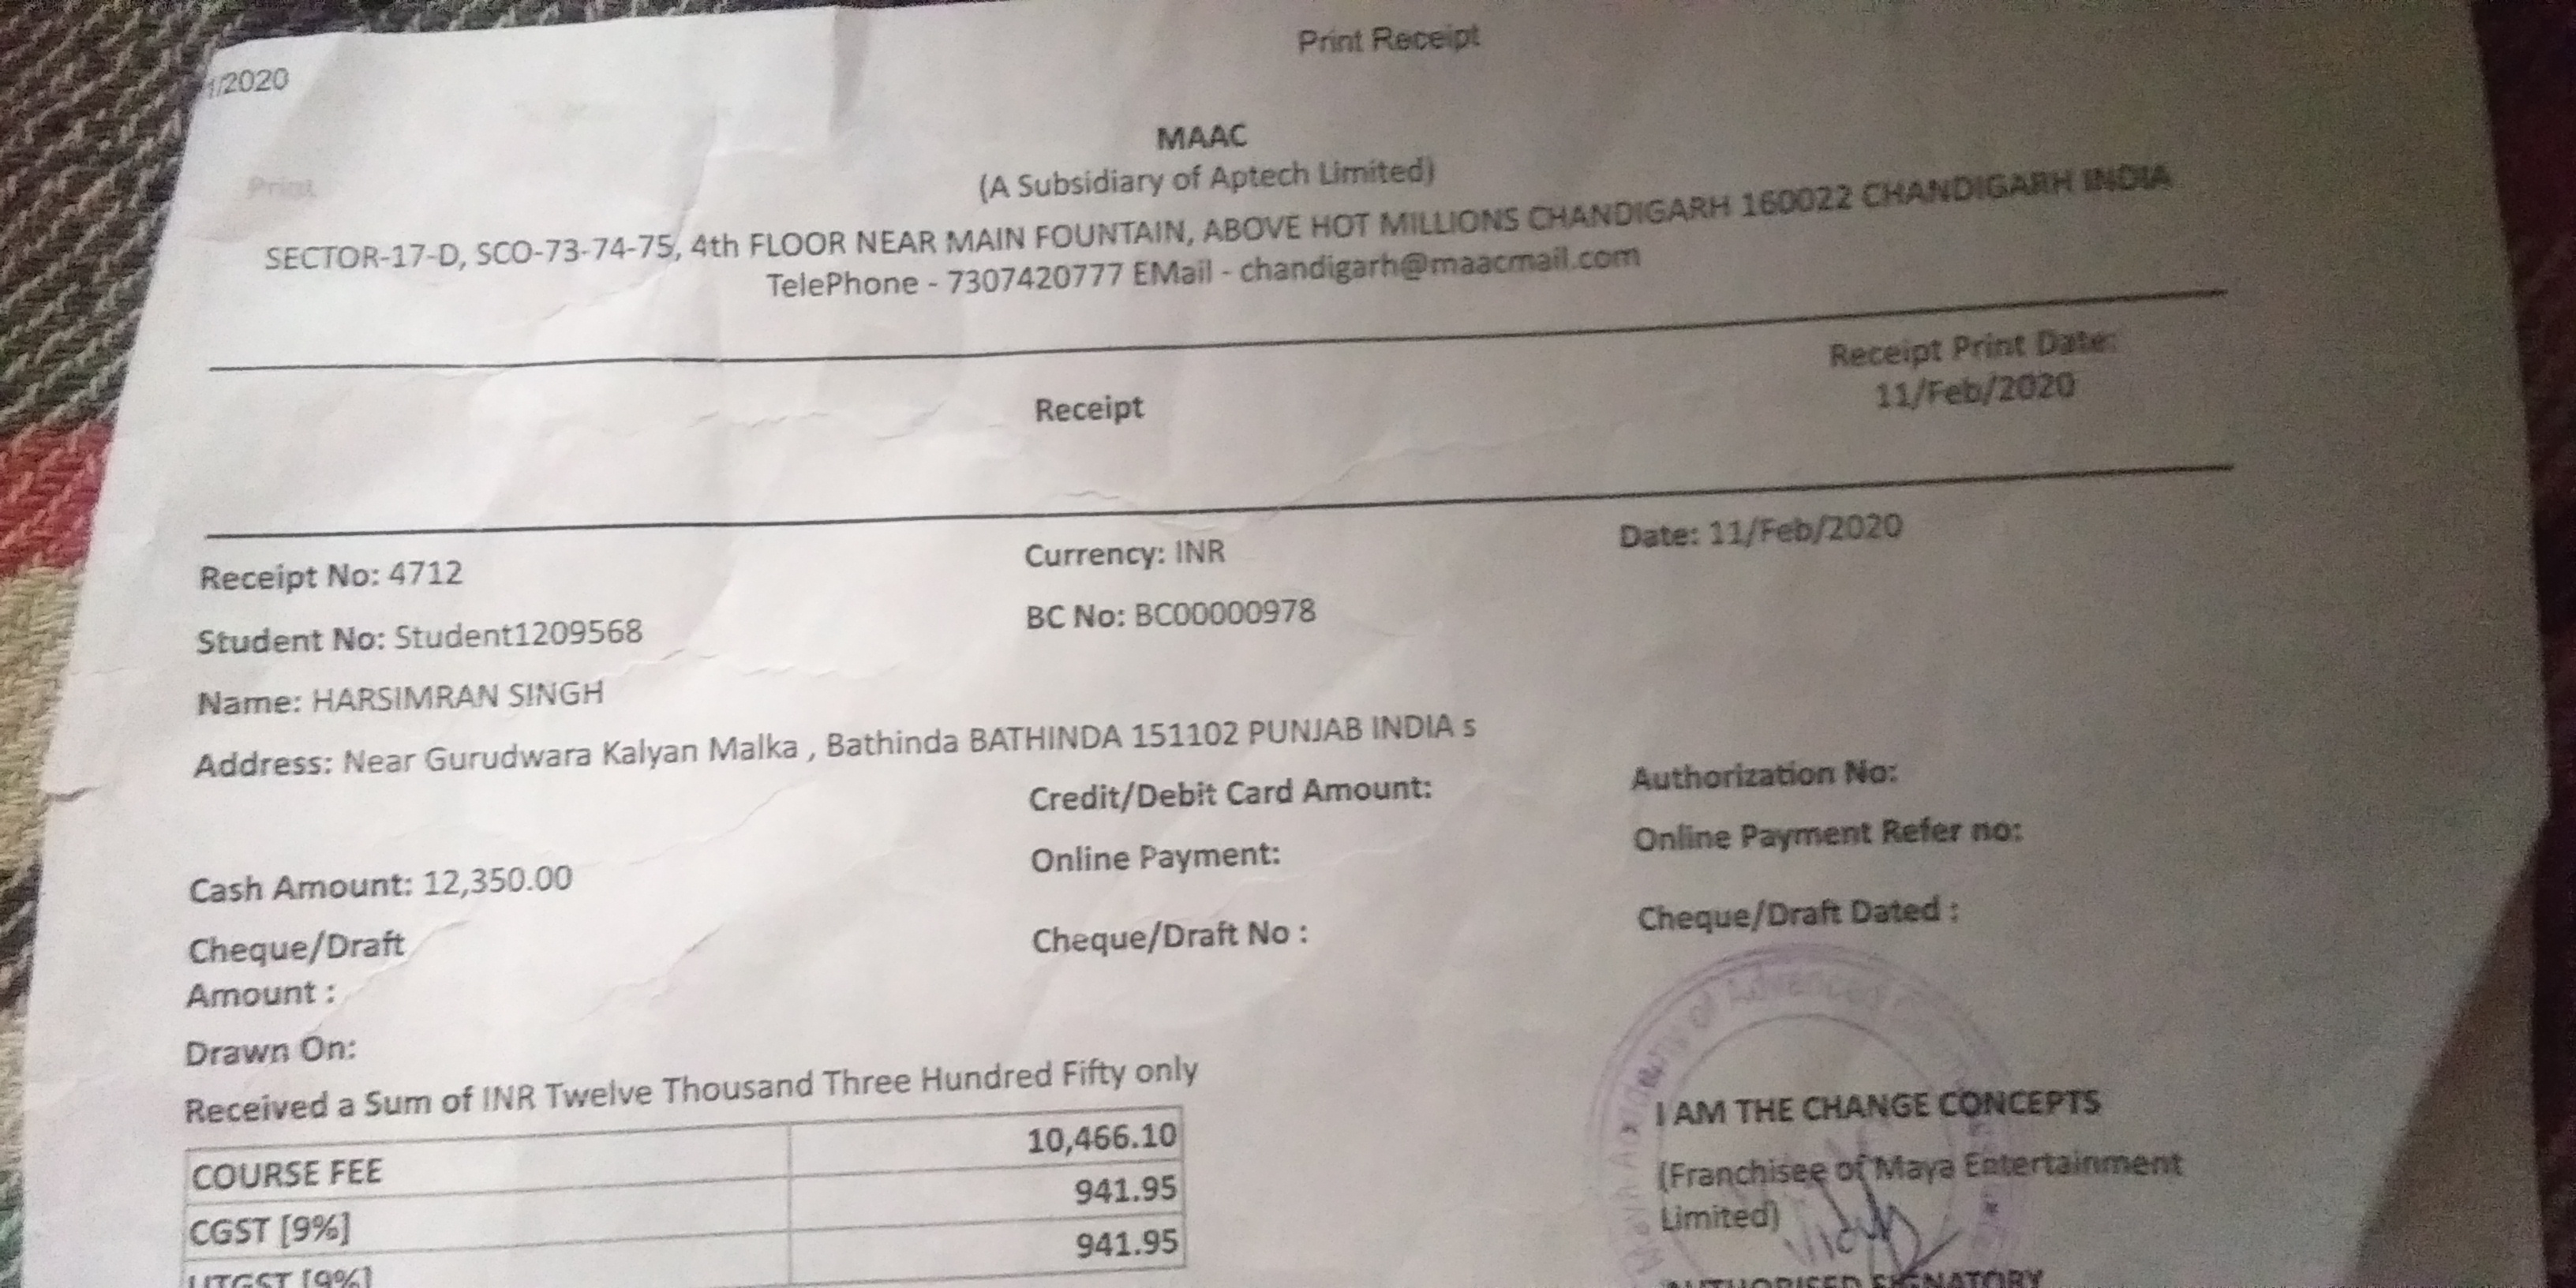 Print Receipt
1/2020
MAAC
Print
(A Subsidiary of Aptech Limited)
SECTOR-17-D, SCO-73-74-75, 4th FLOOR NEAR MAIN FOUNTAIN, ABOVE HOT MILLIONS CHANDIGARH 160022 CHANDIGARH INDIA
TelePhone - 7307420777 EMail - chandigarh@maacmail.com
Receipt Print Date:
11/Feb/2020
Receipt
Receipt No: 4712 Currency: INR Date: 11/Feb/2020
Student No: Student1209568 BC No: BC00000978
Name: HARSIMRAN SINGH
Address: Near Gurudwara Kalyan Malka , Bathinda BATHINDA 151102 PUNJAB INDIA s
Credit/Debit Card Amount: Authorization No:
Cash Amount: 12,350.00 Online Payment: Online Payment Refer no:
Cheque/Draft Cheque/Draft No : Cheque/Draft Dated :
Amount :
Drawn On:
Received a Sum of INR Twelve Thousand Three Hundred Fifty only
COURSE FEE 10,466.10
CGST [9%] 941.95
UTGST [9%] 941.95
of Advanced
I AM THE CHANGE CONCEPTS
(Franchisee of Maya Entertainment
Limited)
AUTHORISED SIGNATORY